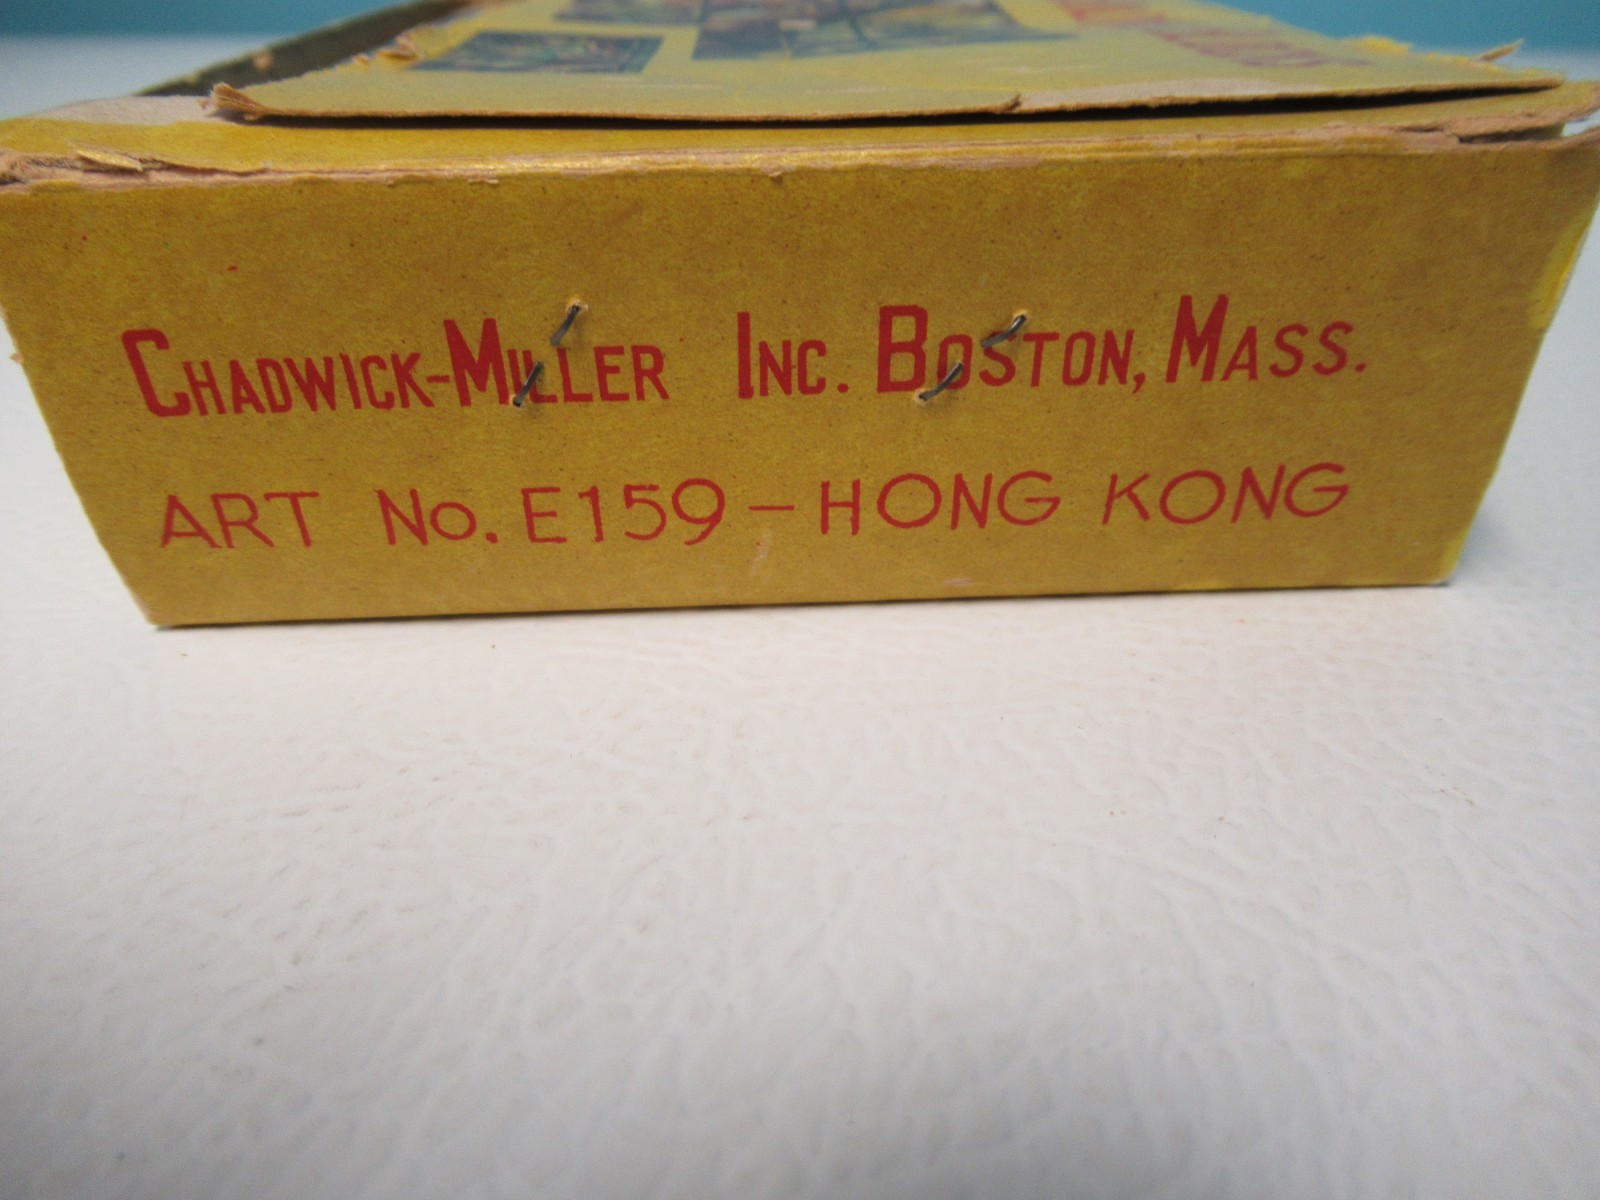 CHADWICK-MILLER INC. BOSTON, MASS.
ART No. E159 – HONG KONG